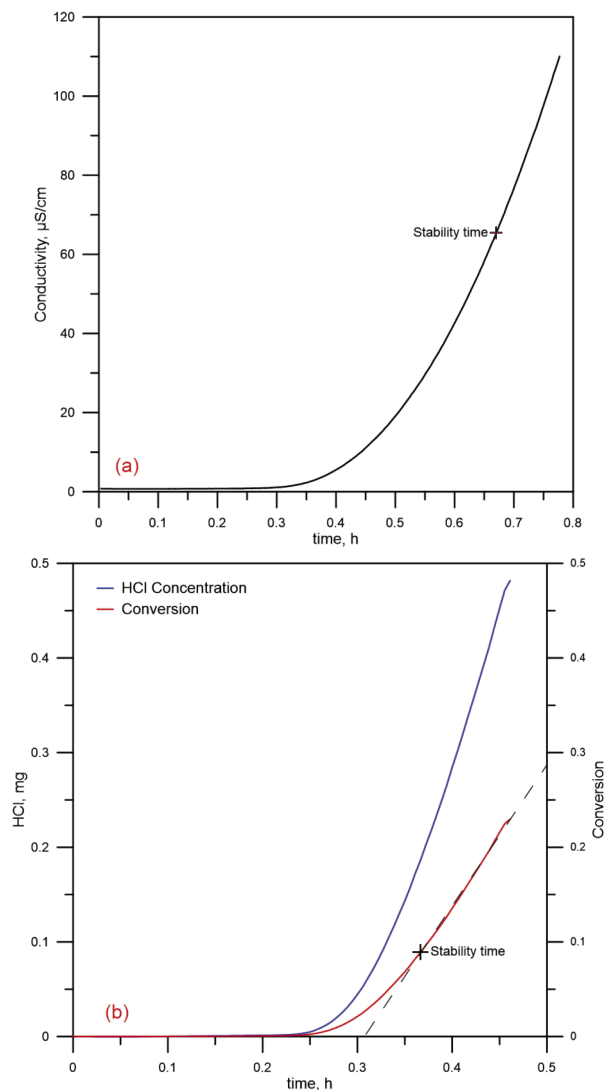 120
100
80
60
40
20
0
Conductivity, µS/cm
Stability time
(a)
0 0.1 0.2 0.3 0.4 0.5 0.6 0.7 0.8
time, h
0.5
0.4
0.3
0.2
0.1
0
HCl, mg
HCl Concentration
Conversion
Stability time
(b)
0.5
0.4
0.3
0.2
0.1
0
Conversion
0 0.1 0.2 0.3 0.4 0.5
time, h